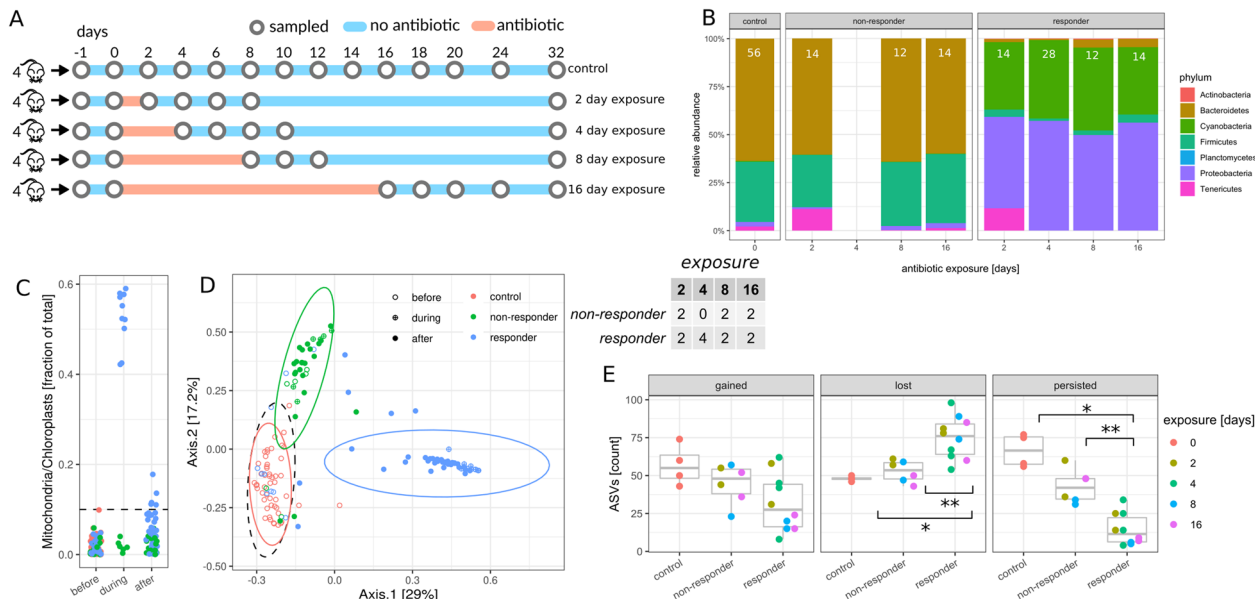 A
days
sampled
no antibiotic
antibiotic
-1 0 2 4 6 8 10 12 14 16 18 20 24 32
4 control
4 2 day exposure
4 4 day exposure
4 8 day exposure
4 16 day exposure
B
control
non-responder
responder
100%
75%
50%
25%
0%
relative abundance
56
14
12
14
14
28
12
14
0
2 4 8 16
2 4 8 16
antibiotic exposure [days]
phylum
Actinobacteria
Bacteroidetes
Cyanobacteria
Firmicutes
Planctomycetes
Proteobacteria
Tenericutes
exposure
2 4 8 16
non-responder 2 0 2 2
responder 2 4 2 2
C
Mitochondria/Chloroplasts [fraction of total]
0.6
0.4
0.2
0.0
before
during
after
D
before
during
after
control
non-responder
responder
Axis.2 [17.2%]
0.50
0.25
0.00
-0.25
-0.50
-0.3 0.0 0.3 0.6
Axis.1 [29%]
E
gained
lost
persisted
ASVs [count]
100
75
50
25
0
**
*
*
**
control
non-responder
responder
control
non-responder
responder
control
non-responder
responder
exposure [days]
0
2
4
8
16